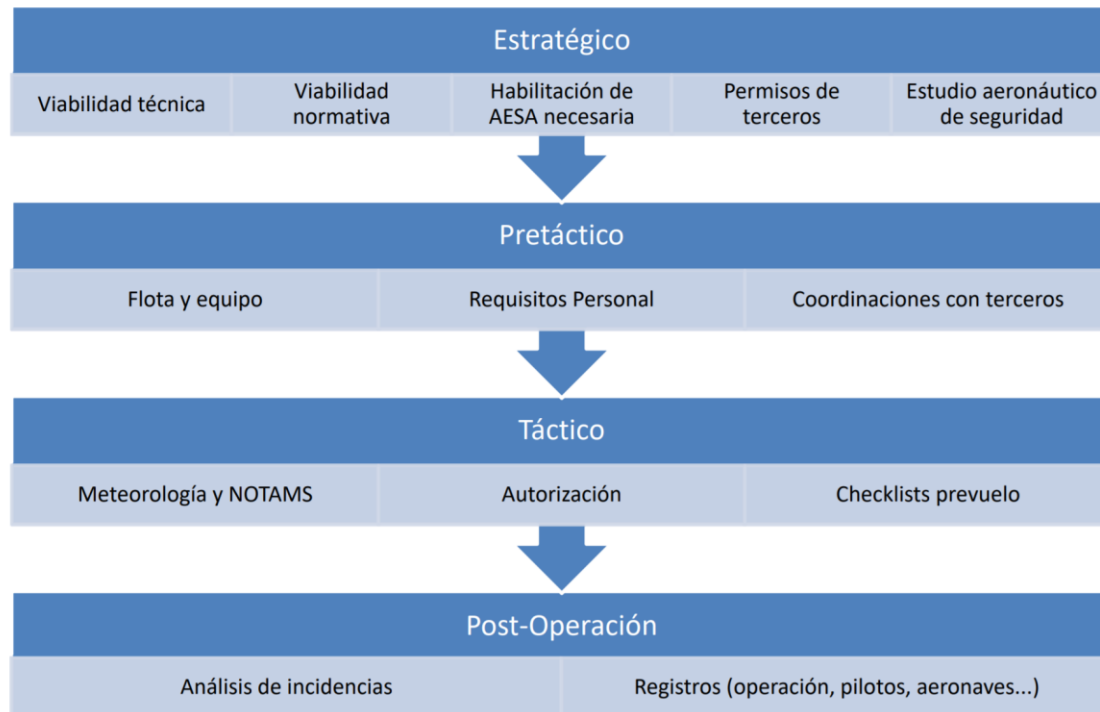 Estratégico
Viabilidad técnica
Viabilidad
normativa
Habilitación de
AESA necesaria
Permisos de
terceros
Estudio aeronáutico
de seguridad
Pretáctico
Flota y equipo
Requisitos Personal
Coordinaciones con terceros
Táctico
Meteorología y NOTAMS
Autorización
Checklists prevuelo
Post-Operación
Análisis de incidencias
Registros (operación, pilotos, aeronaves...)